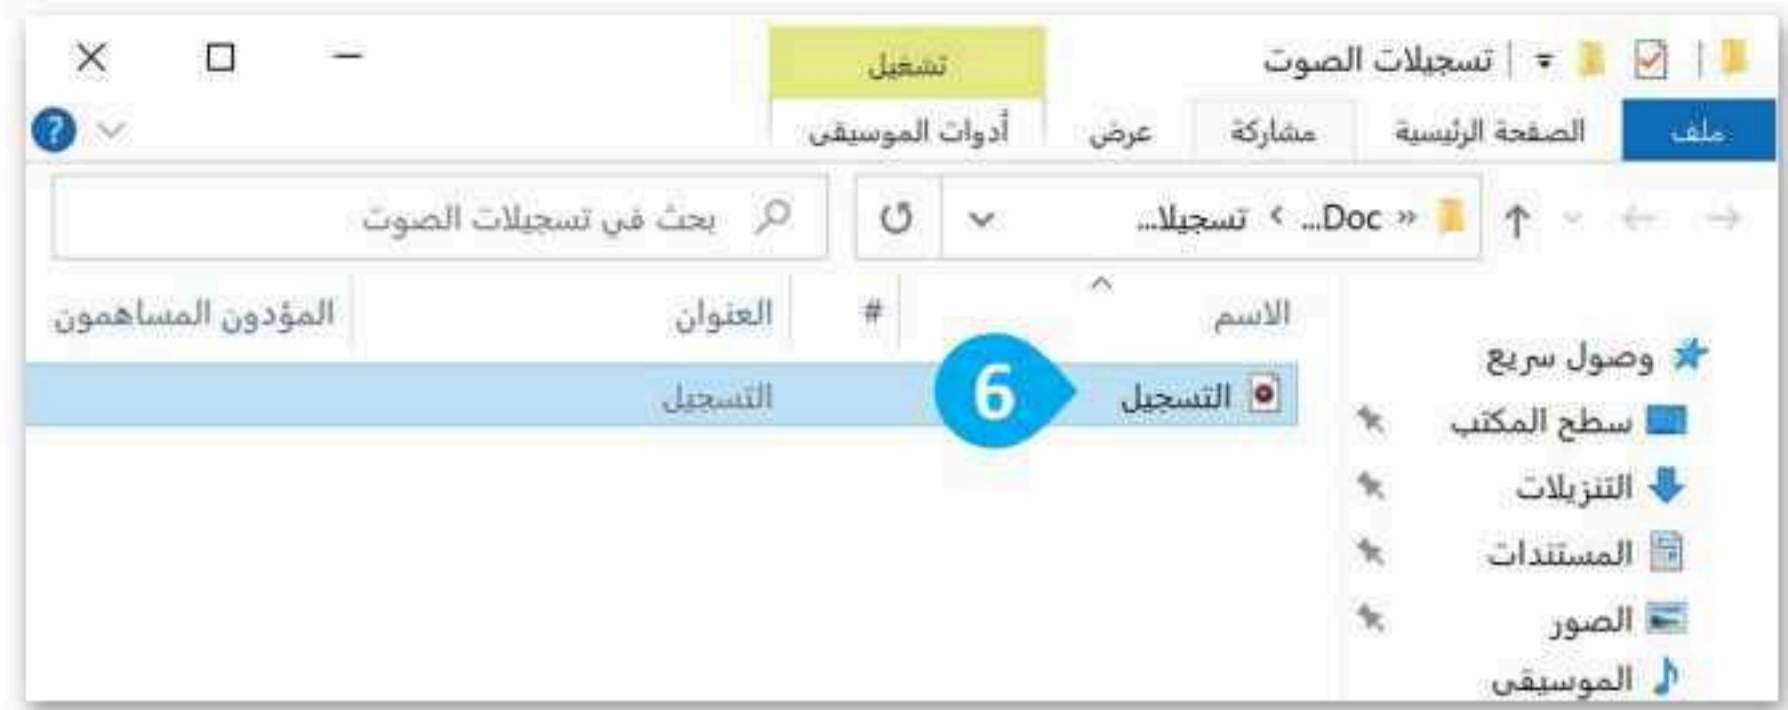 تسجيلات الصوت
تشغيل
ملف الصفحة الرئيسية مشاركة عرض أدوات الموسيقى ?
» Doc... › تسجيلا... بحث في تسجيلات الصوت
الاسم # العنوان المؤدون المساهمون
التسجيل 6 التسجيل
وصول سريع
سطح المكتب
التنزيلات
المستندات
الصور
الموسيقى